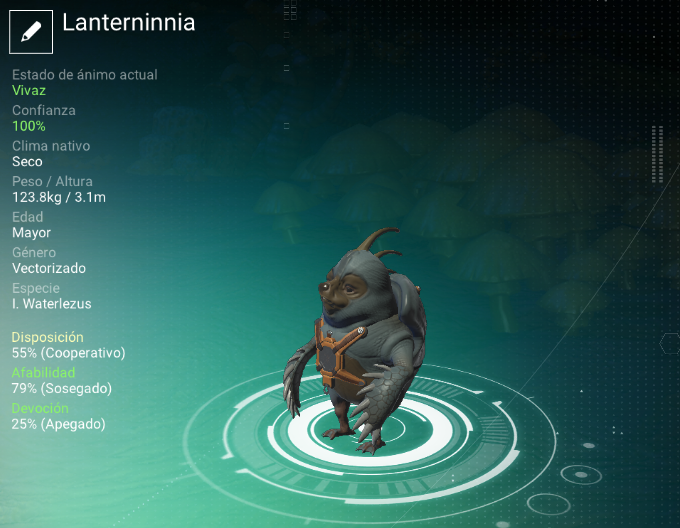 Lanterninnia
Estado de ánimo actual
Vivaz
Confianza
100%
Clima nativo
Seco
Peso / Altura
123.8kg / 3.1m
Edad
Mayor
Género
Vectorizado
Especie
I. Waterlezus
Disposición
55% (Cooperativo)
Afabilidad
79% (Sosegado)
Devoción
25% (Apegado)